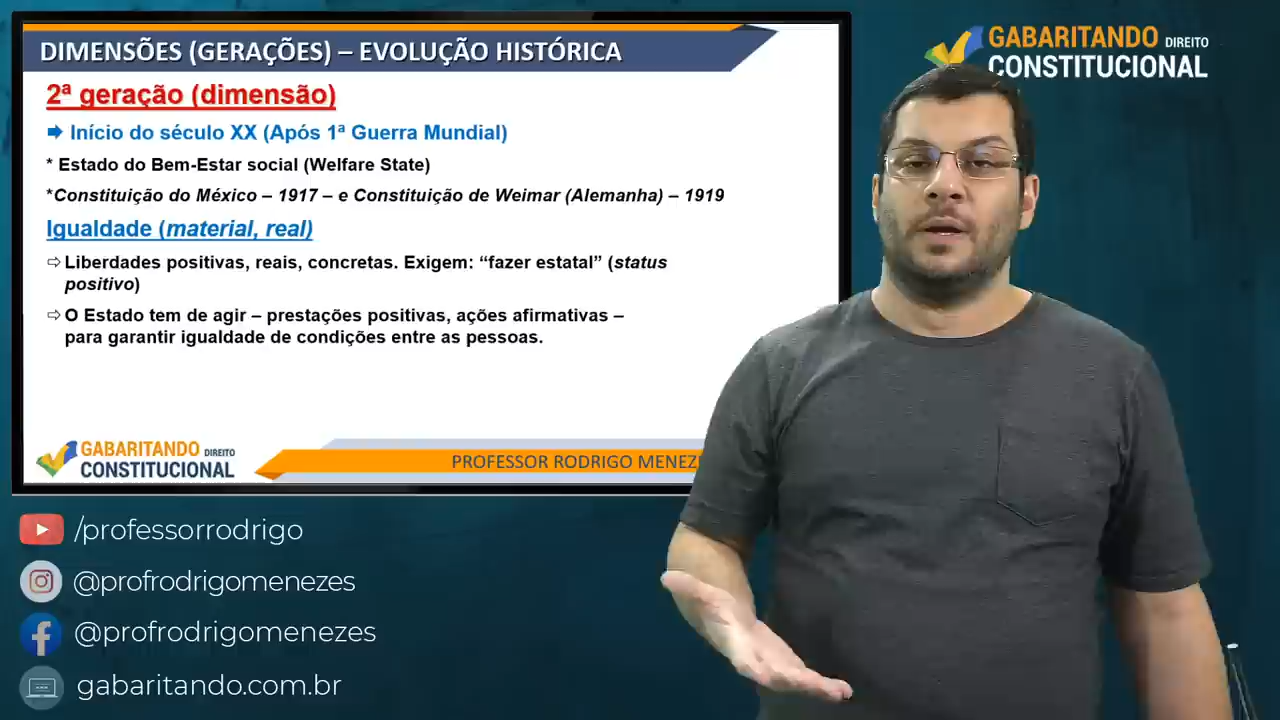 DIMENSÕES (GERAÇÕES) – EVOLUÇÃO HISTÓRICA
2ª geração (dimensão)
Início do século XX (Após 1ª Guerra Mundial)
* Estado do Bem-Estar social (Welfare State)
*Constituição do México – 1917 – e Constituição de Weimar (Alemanha) – 1919
Igualdade (material, real)
⇨ Liberdades positivas, reais, concretas. Exigem: “fazer estatal” (status
positivo)
⇨ O Estado tem de agir – prestações positivas, ações afirmativas –
para garantir igualdade de condições entre as pessoas.
GABARITANDO DIREITO
CONSTITUCIONAL
PROFESSOR RODRIGO
GABARITANDO DIREITO
CONSTITUCIONAL
/professorrodrigo
@profrodrigomenezes
@profrodrigomenezes
gabaritando.com.br